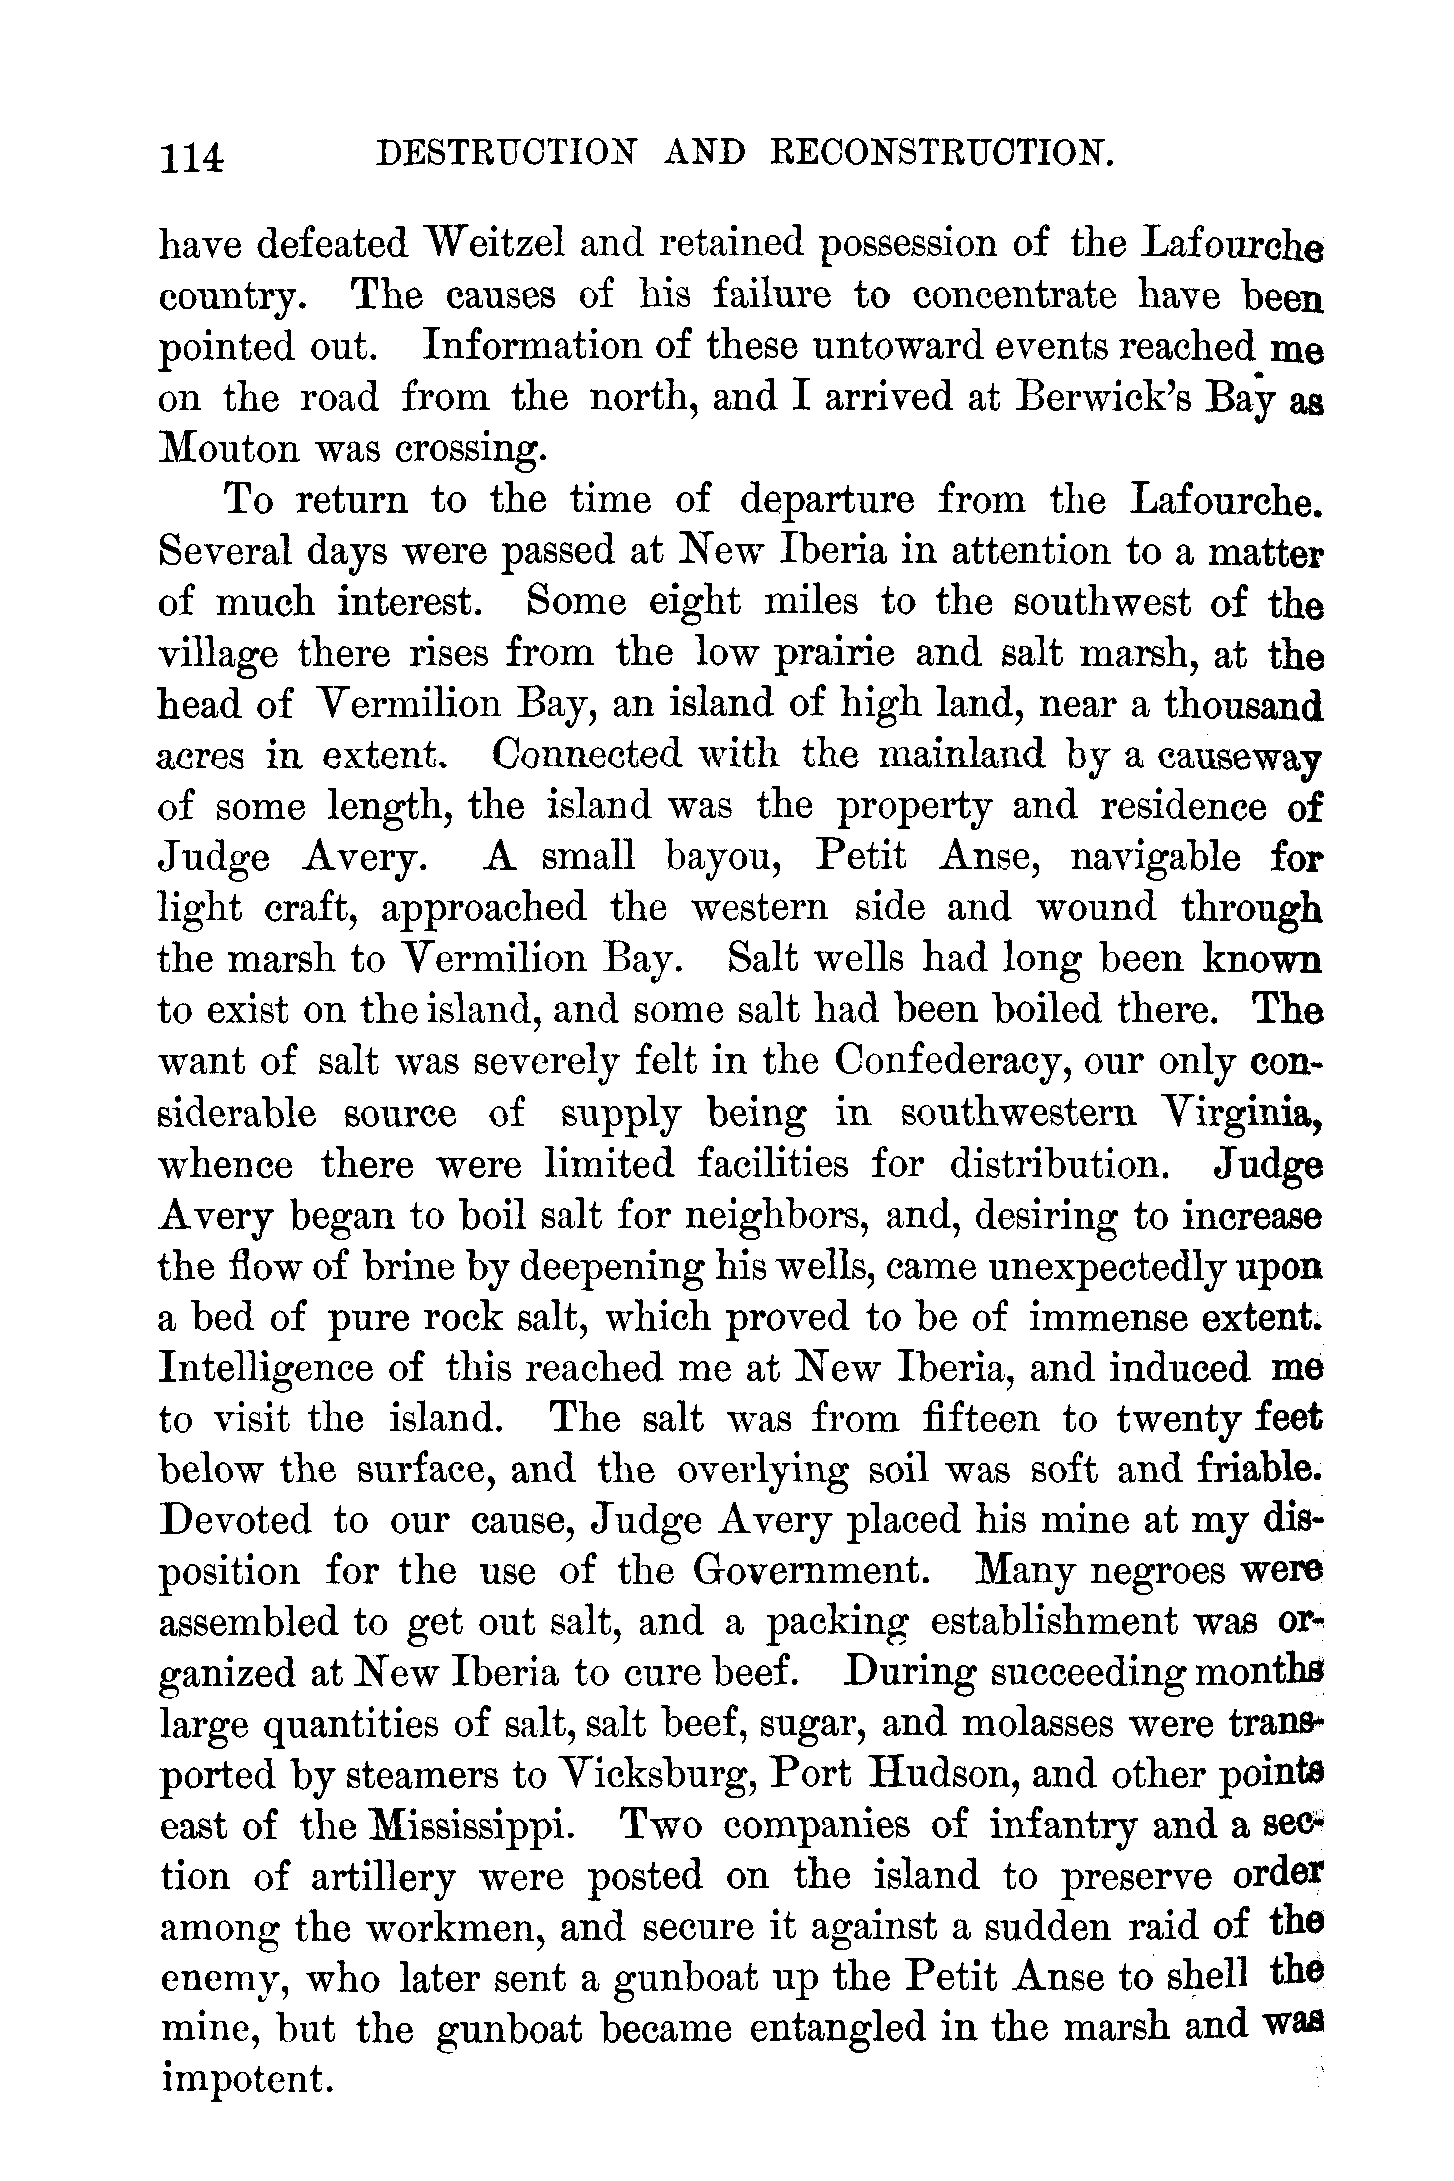 114 DESTRUCTION AND RECONSTRUCTION.
have defeated Weitzel and retained possession of the Lafourche
country. The causes of his failure to concentrate have been
pointed out. Information of these untoward events reached me
on the road from the north, and I arrived at Berwick's Bay as
Mouton was crossing.
To return to the time of departure from the Lafourche.
Several days were passed at New Iberia in attention to a matter
of much interest. Some eight miles to the southwest of the
village there rises from the low prairie and salt marsh, at the
head of Vermilion Bay, an island of high land, near a thousand
acres in extent. Connected with the mainland by a causeway
of some length, the island was the property and residence of
Judge Avery. A small bayou, Petit Anse, navigable for
light craft, approached the western side and wound through
the marsh to Vermilion Bay. Salt wells had long been known
to exist on the island, and some salt had been boiled there. The
want of salt was severely felt in the Confederacy, our only con-
siderable source of supply being in southwestern Virginia,
whence there were limited facilities for distribution. Judge
Avery began to boil salt for neighbors, and, desiring to increase
the flow of brine by deepening his wells, came unexpectedly upon
a bed of pure rock salt, which proved to be of immense extent.
Intelligence of this reached me at New Iberia, and induced me
to visit the island. The salt was from fifteen to twenty feet
below the surface, and the overlying soil was soft and friable.
Devoted to our cause, Judge Avery placed his mine at my dis-
position for the use of the Government. Many negroes were
assembled to get out salt, and a packing establishment was or-
ganized at New Iberia to cure beef. During succeeding months
large quantities of salt, salt beef, sugar, and molasses were trans-
ported by steamers to Vicksburg, Port Hudson, and other points
east of the Mississippi. Two companies of infantry and a sec-
tion of artillery were posted on the island to preserve order
among the workmen, and secure it against a sudden raid of the
enemy, who later sent a gunboat up the Petit Anse to shell the
mine, but the gunboat became entangled in the marsh and was
impotent.